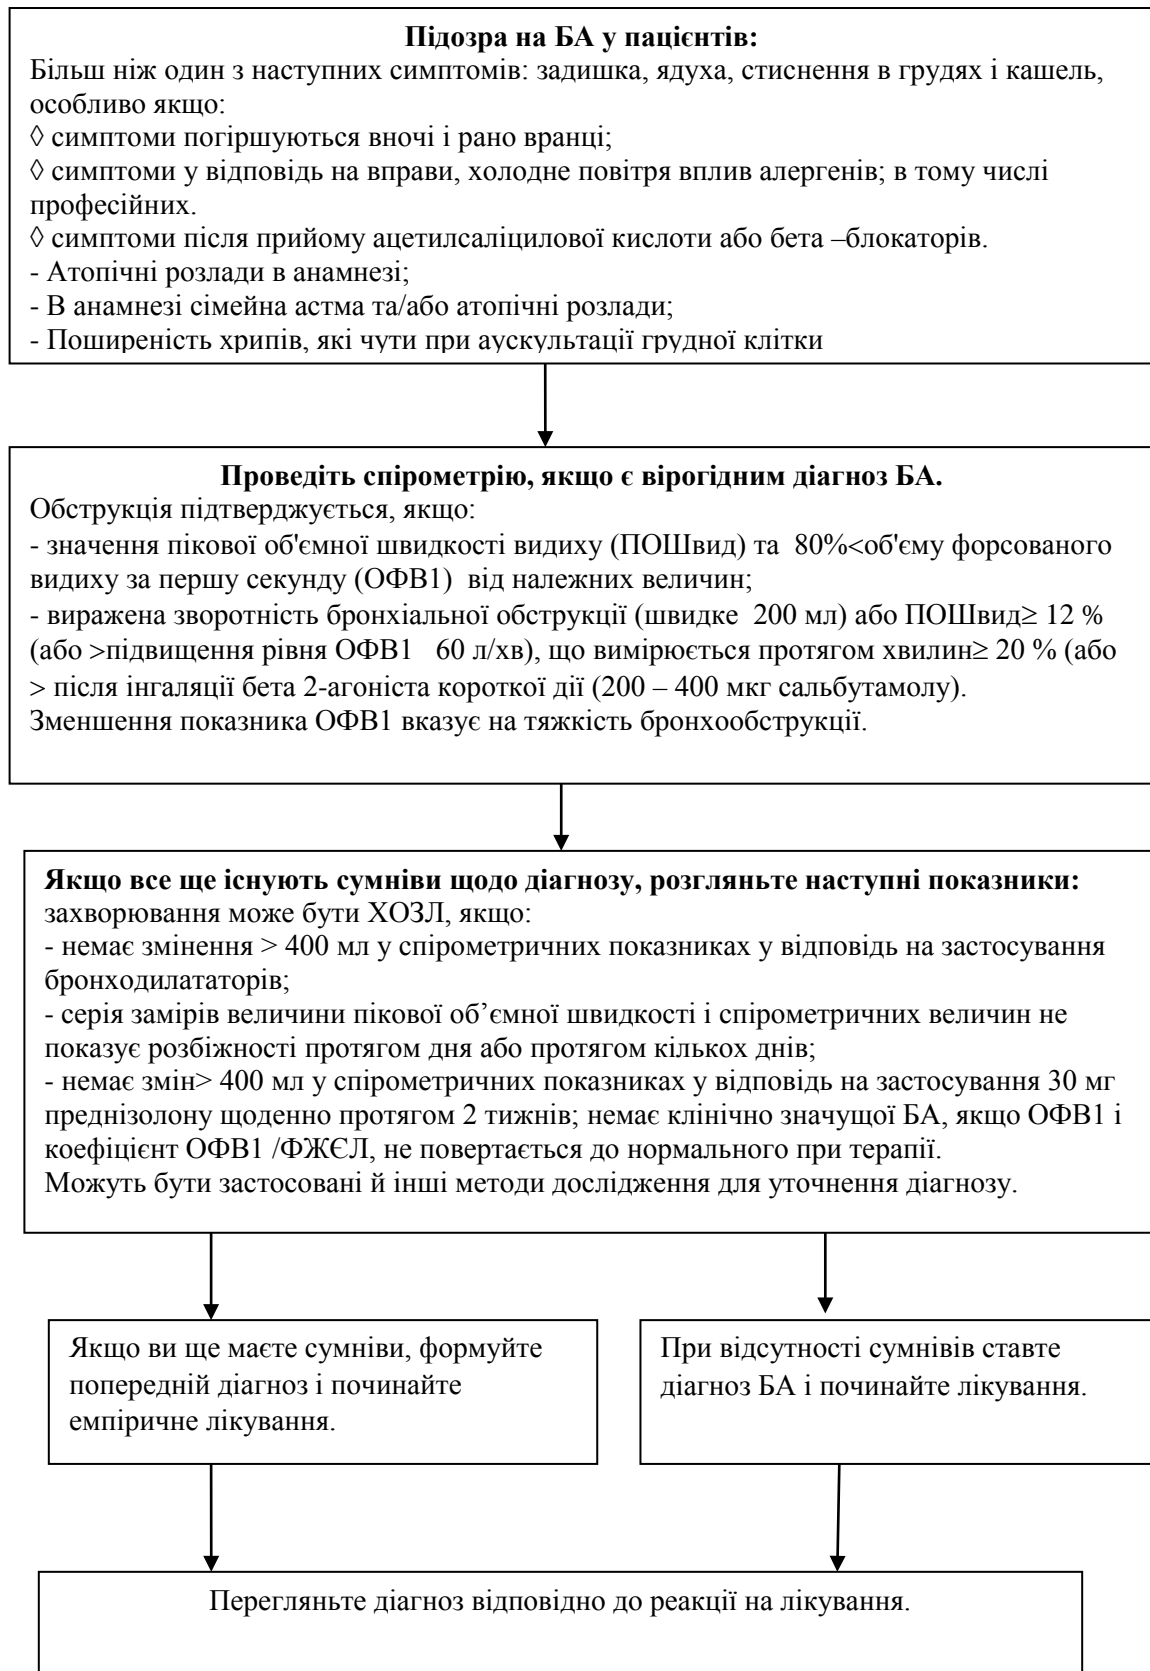 Підозра на БА у пацієнтів:
Більш ніж один з наступних симптомів: задишка, ядуха, стиснення в грудях і кашель,
особливо якщо:
◊ симптоми погіршуються вночі і рано вранці;
◊ симптоми у відповідь на вправи, холодне повітря вплив алергенів; в тому числі
професійних.
◊ симптоми після прийому ацетилсаліцилової кислоти або бета –блокаторів.
- Атопічні розлади в анамнезі;
- В анамнезі сімейна астма та/або атопічні розлади;
- Поширеність хрипів, які чути при аускультації грудної клітки
Проведіть спірометрію, якщо є вірогідним діагноз БА.
Обструкція підтверджується, якщо:
- значення пікової об'ємної швидкості видиху (ПОШвид) та  80%<об'єму форсованого
видиху за першу секунду (ОФВ1)  від належних величин;
- виражена зворотність бронхіальної обструкції (швидке  200 мл) або ПОШвид≥ 12 %
(або >підвищення рівня ОФВ1   60 л/хв), що вимірюється протягом хвилин≥ 20 % (або
> після інгаляції бета 2-агоніста короткої дії (200 – 400 мкг сальбутамолу).
Зменшення показника ОФВ1 вказує на тяжкість бронхообструкції.
Якщо все ще існують сумніви щодо діагнозу, розгляньте наступні показники:
захворювання може бути ХОЗЛ, якщо:
- немає змінення > 400 мл у спірометричних показниках у відповідь на застосування
бронходилататорів;
- серія замірів величини пікової об’ємної швидкості і спірометричних величин не
показує розбіжності протягом дня або протягом кількох днів;
- немає змін> 400 мл у спірометричних показниках у відповідь на застосування 30 мг
преднізолону щоденно протягом 2 тижнів; немає клінічно значущої БА, якщо ОФВ1 і
коефіцієнт ОФВ1 /ФЖЄЛ, не повертається до нормального при терапії.
Можуть бути застосовані й інші методи дослідження для уточнення діагнозу.
Якщо ви ще маєте сумніви, формуйте
попередній діагноз і починайте
емпіричне лікування.
При відсутності сумнівів ставте
діагноз БА і починайте лікування.
Перегляньте діагноз відповідно до реакції на лікування.